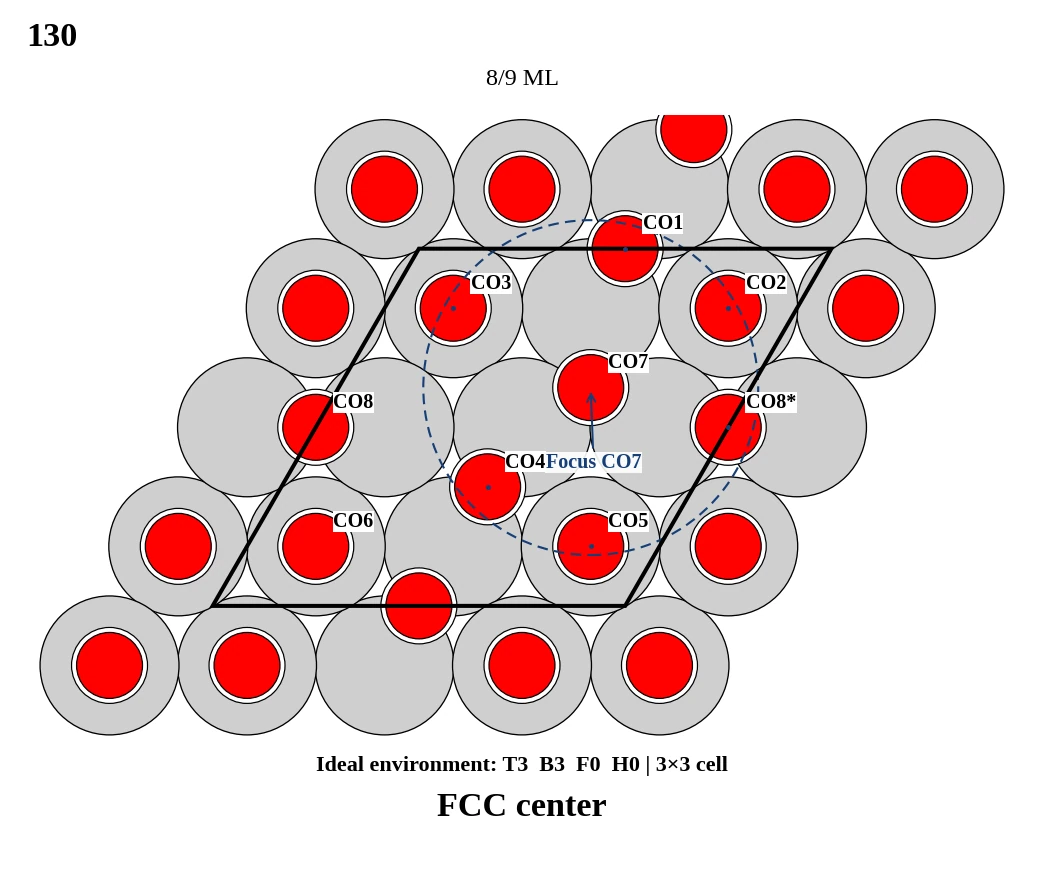 130
8/9 ML
CO1
CO3
CO2
CO7
CO8
CO8*
CO4
Focus CO7
CO6
CO5
Ideal environment: T3 B3 F0 H0 | 3×3 cell
FCC center